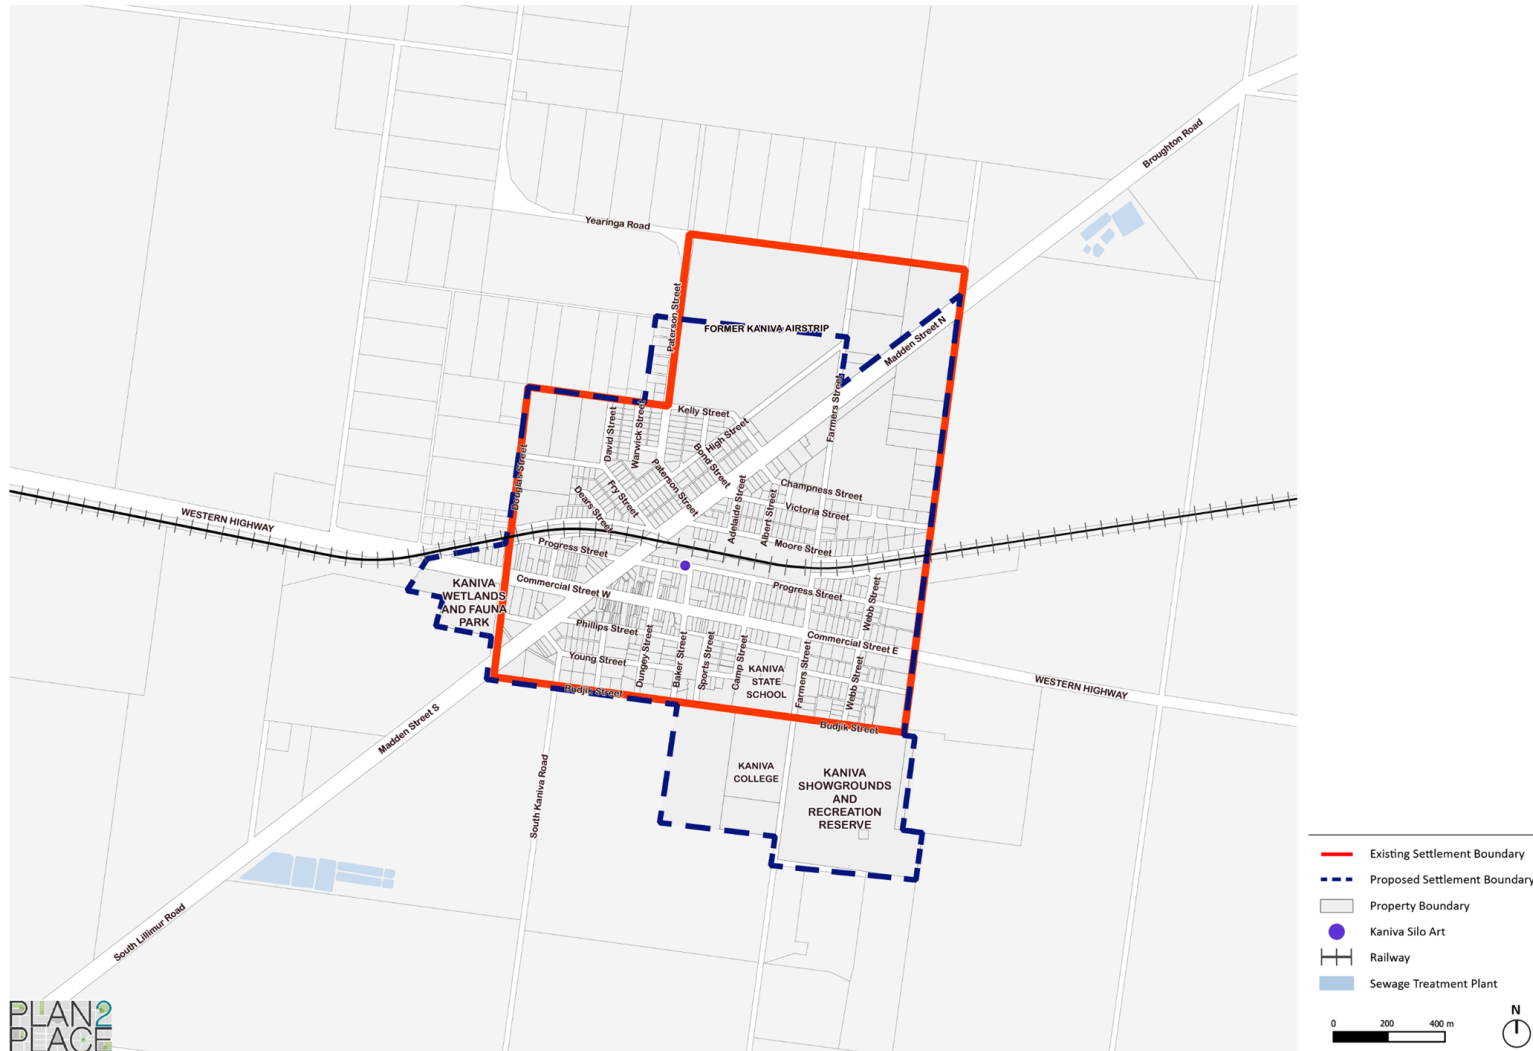 Broughton Road
Yearinga Road
Paterson Street
FORMER KANIVA AIRSTRIP
Madden Street N
Farmers Street
Kelly Street
High Street
David Street
Warwick Street
Bond Street
Paterson Street
Douglas Street
Fry Street
Dears Street
Champness Street
Adelaide Street
Albert Street
Victoria Street
Moore Street
WESTERN HIGHWAY
Progress Street
Progress Street
Commercial Street W
KANIVA
WETLANDS
AND FAUNA
PARK
Webb Street
Phillips Street
Commercial Street E
Young Street
Dungey Street
Baker Street
Sports Street
Camp Street
KANIVA
STATE
SCHOOL
Farmers Street
Webb Street
WESTERN HIGHWAY
Budjik Street
Budjik Street
Madden Street S
South Kaniva Road
KANIVA
COLLEGE
KANIVA
SHOWGROUNDS
AND
RECREATION
RESERVE
South Lillimur Road
Existing Settlement Boundary
Proposed Settlement Boundary
Property Boundary
Kaniva Silo Art
Railway
Sewage Treatment Plant
N
0 200 400 m
PLAN2
PLACE